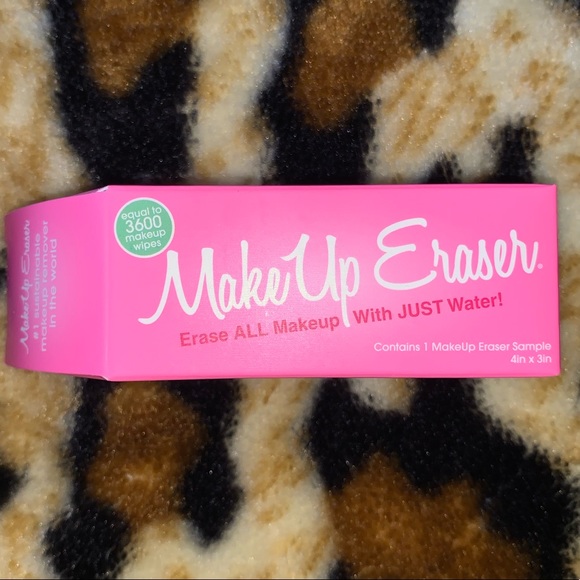 MakeUp Eraser
#1 sustainable
makeup remover
in the world
equal to
3600
makeup
wipes
MakeUp Eraser®
Erase ALL Makeup With JUST Water!
Contains 1 MakeUp Eraser Sample
4in x 3in